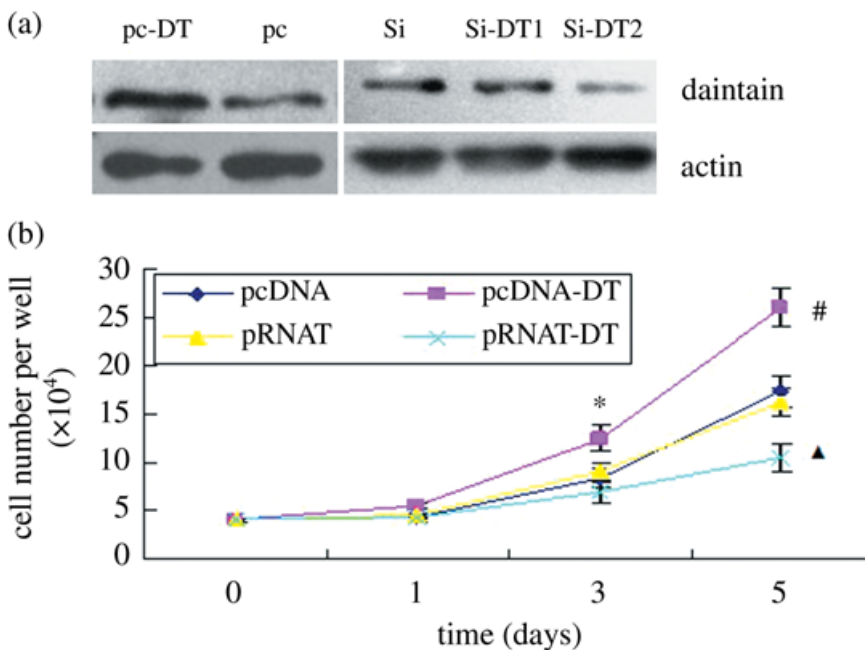 (a)
pc-DT pc Si Si-DT1 Si-DT2
daintain
actin
(b)
cell number per well
(×10⁴)
30
25
20
15
10
5
0
pcDNA pcDNA-DT
pRNAT pRNAT-DT
*
#
▲
0 1 3 5
time (days)